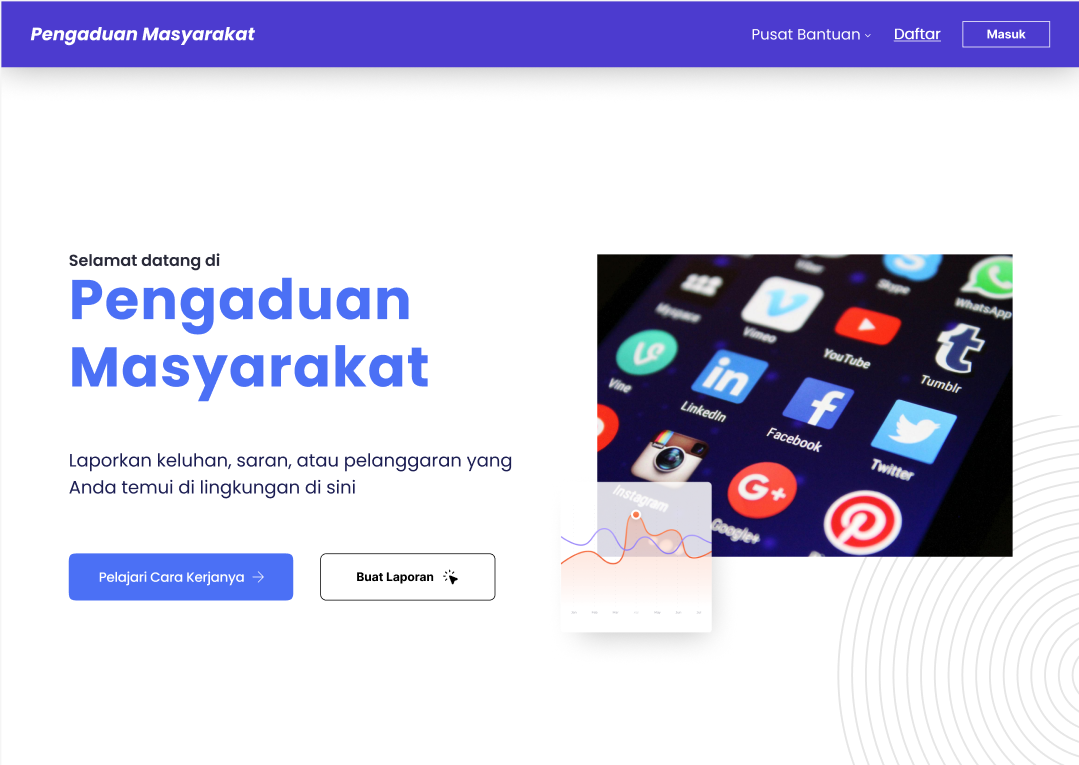 Pengaduan Masyarakat
Pusat Bantuan
Daftar
Masuk
Selamat datang di
Pengaduan
Masyarakat
Laporkan keluhan, saran, atau pelanggaran yang
Anda temui di lingkungan di sini
Pelajari Cara Kerjanya
Buat Laporan
Viber
Skype
WhatsApp
Myspace
Vimeo
YouTube
Tumblr
Vine
LinkedIn
Facebook
Twitter
Instagram
Google+